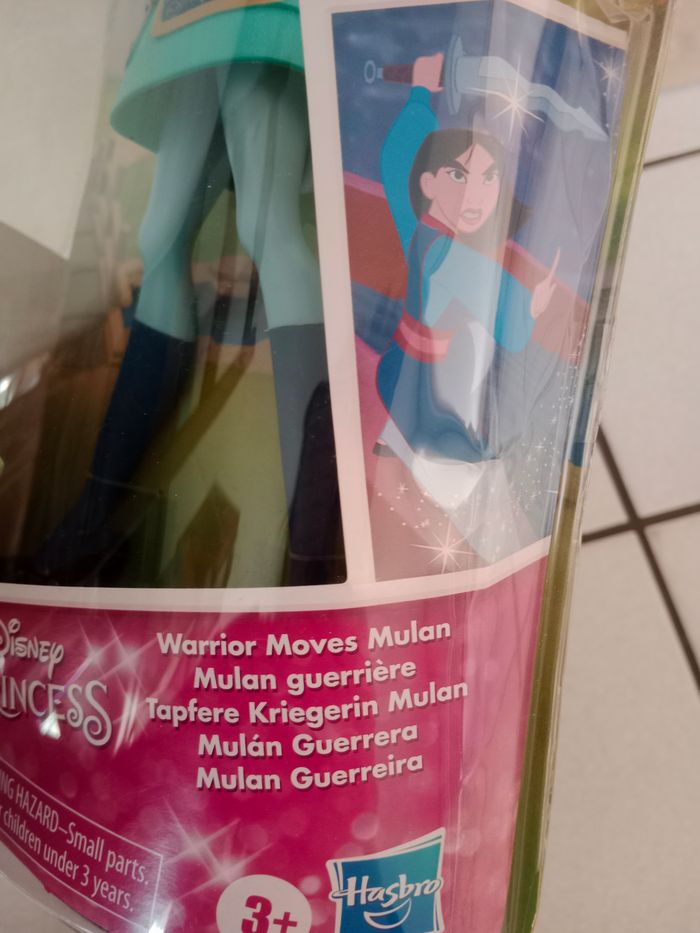 Disney
Warrior Moves Mulan
Mulan guerrière
Tapfere Kriegerin Mulan
Mulán Guerrera
Mulan Guerreira
HAZARD—Small parts.
children under 3 years.
3+
Hasbro